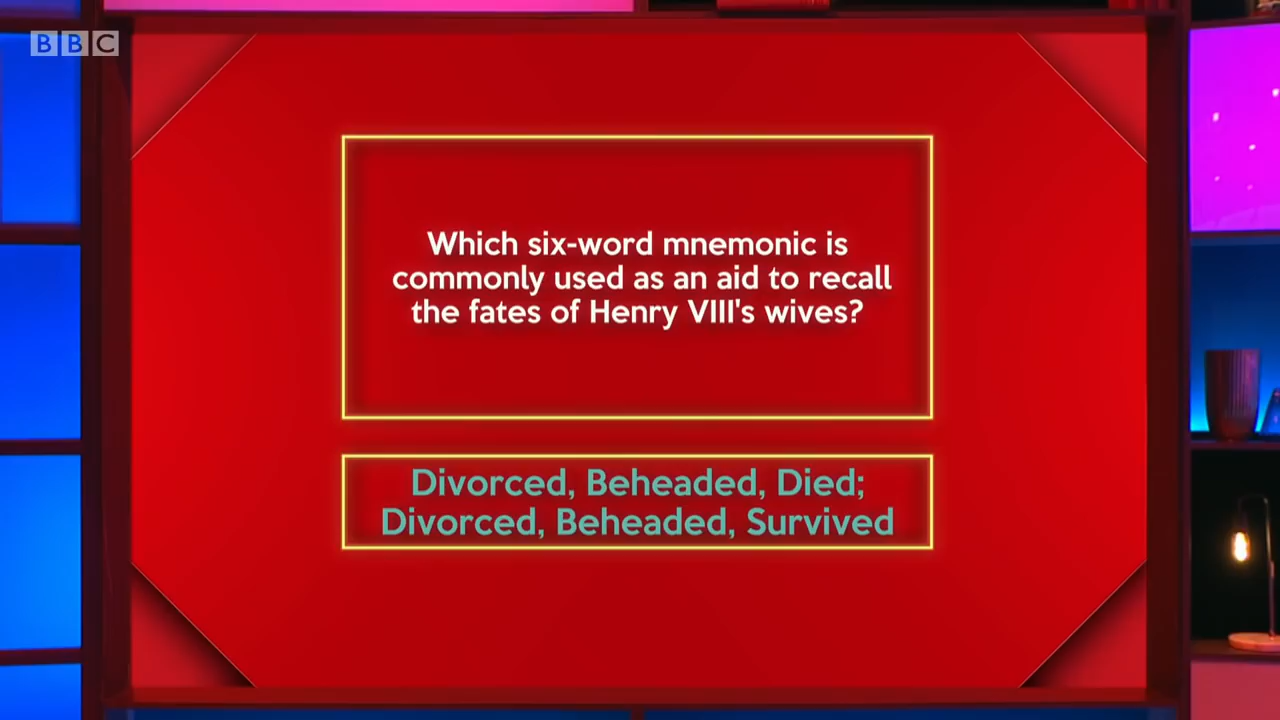 BBC
Which six-word mnemonic is
commonly used as an aid to recall
the fates of Henry VIII's wives?
Divorced, Beheaded, Died;
Divorced, Beheaded, Survived